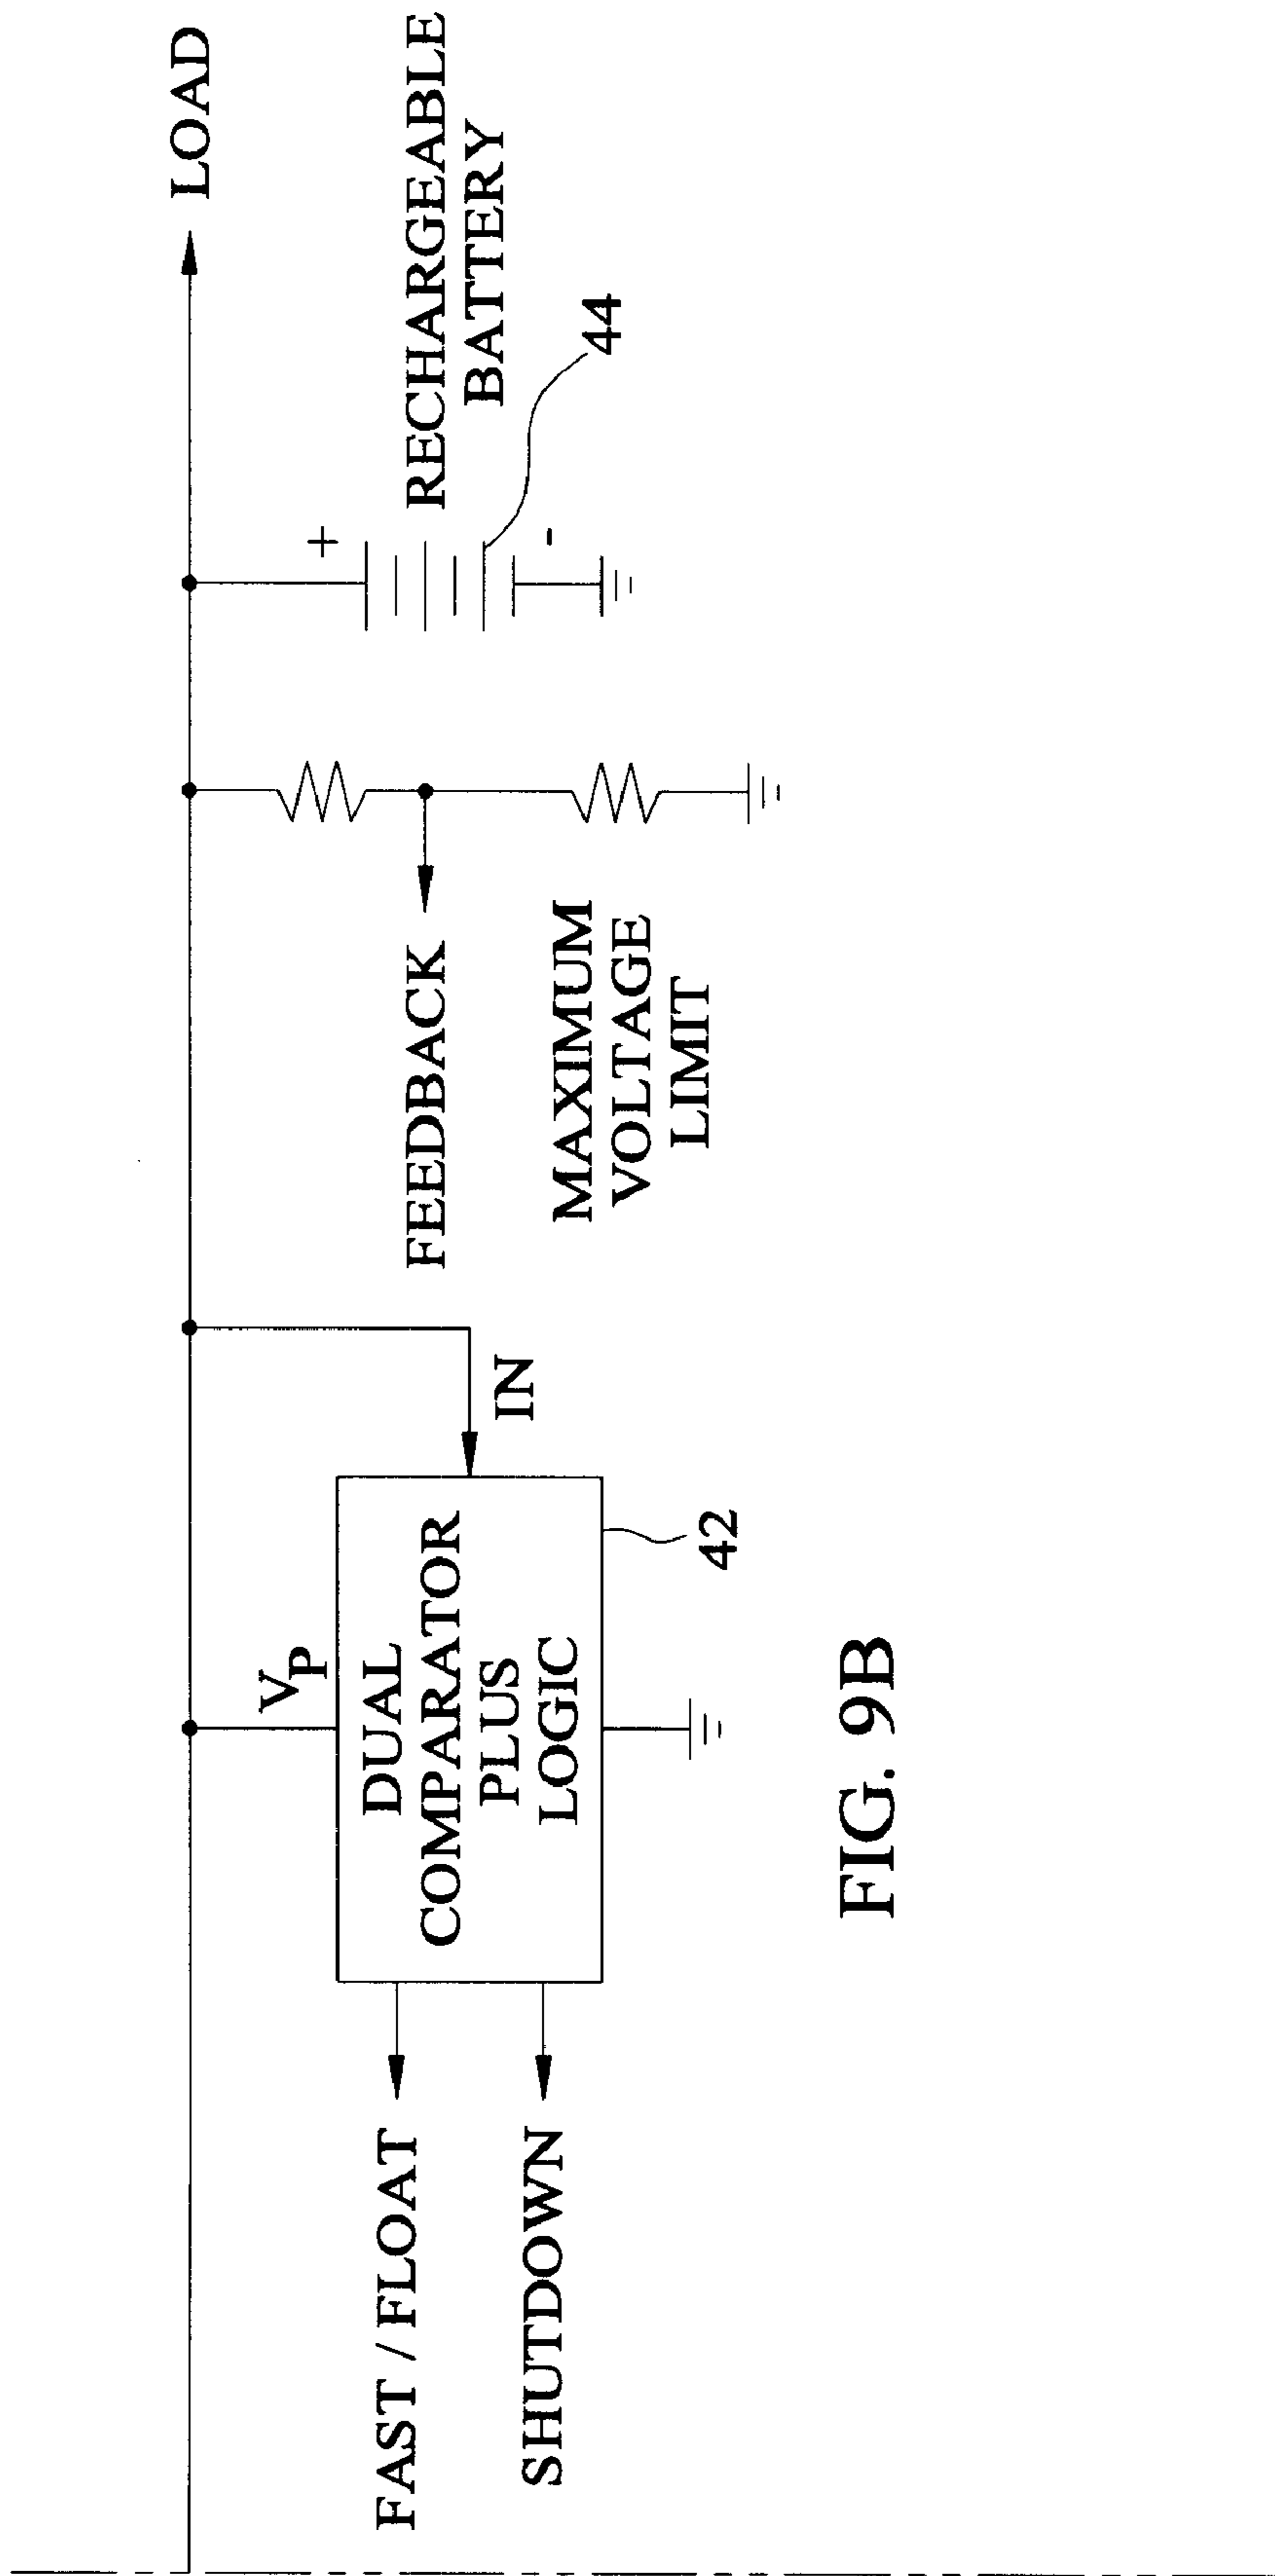 LOAD
+
RECHARGEABLE
BATTERY
-
44
FEEDBACK
MAXIMUM
VOLTAGE
LIMIT
IN
VP
DUAL
COMPARATOR
PLUS
LOGIC
42
FAST / FLOAT
SHUTDOWN
FIG. 9B